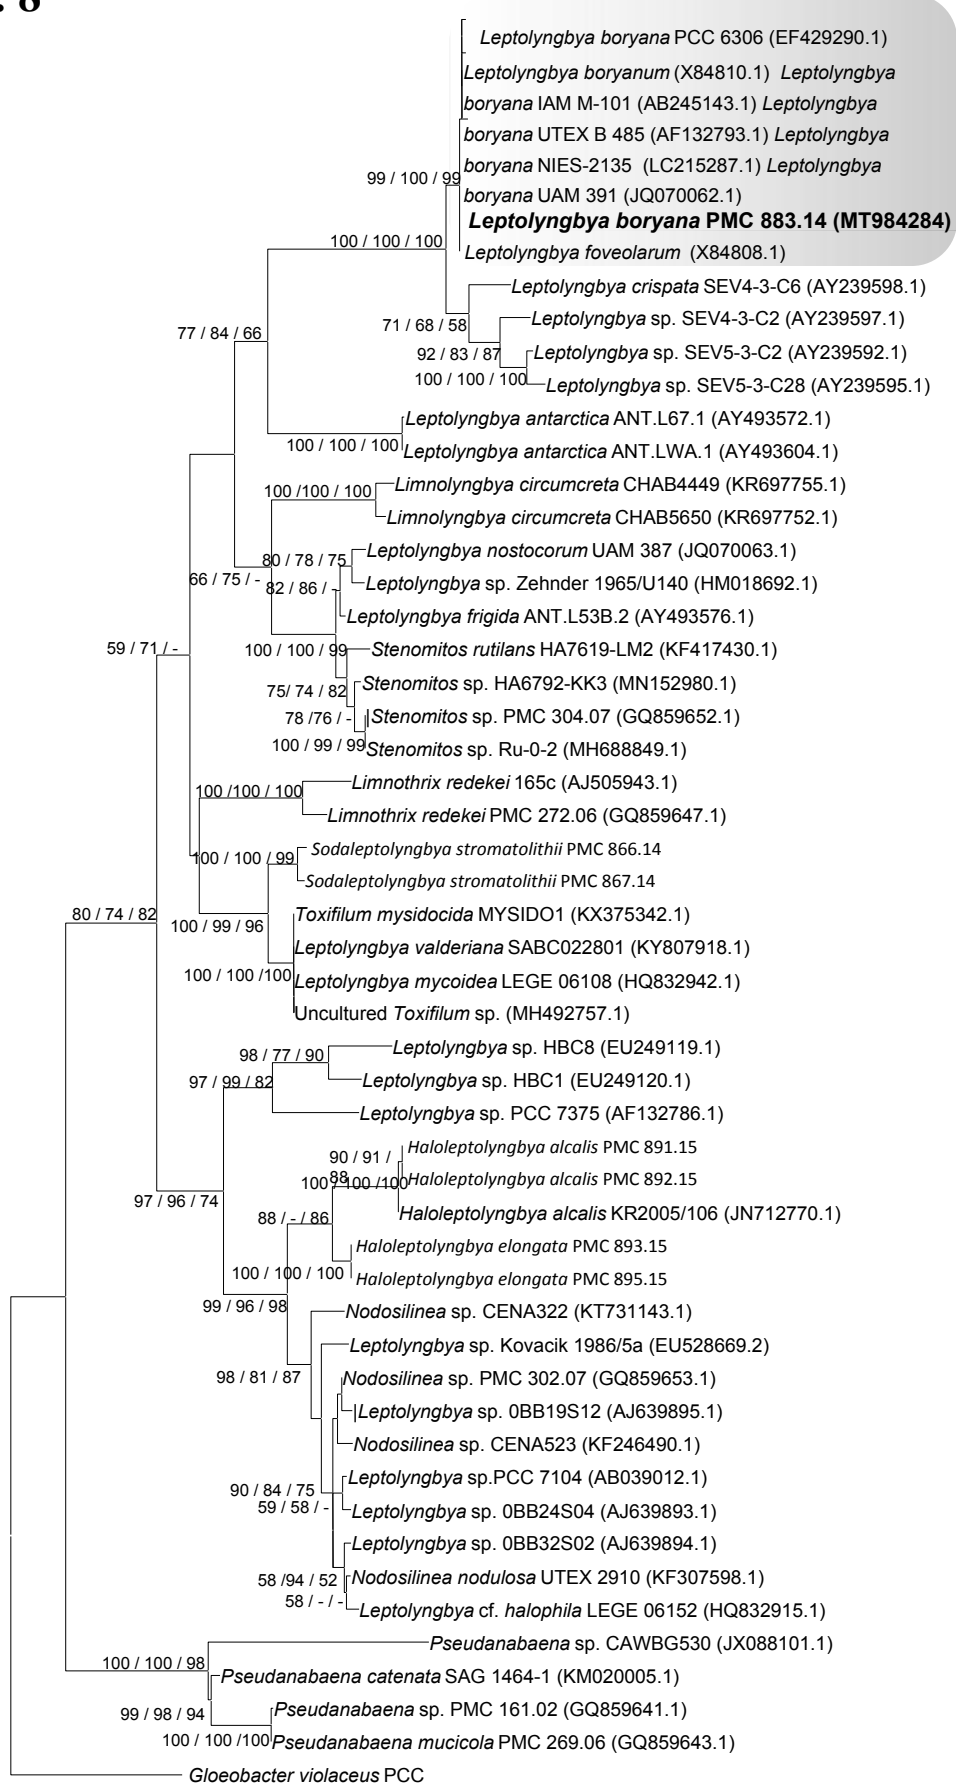 . 8
Leptolyngbya boryana PCC 6306 (EF429290.1)
Leptolyngbya boryanum (X84810.1) Leptolyngbya
boryana IAM M-101 (AB245143.1) Leptolyngbya
boryana UTEX B 485 (AF132793.1) Leptolyngbya
boryana NIES-2135 (LC215287.1) Leptolyngbya
99 / 100 / 99
boryana UAM 391 (JQ070062.1)
Leptolyngbya boryana PMC 883.14 (MT984284)
100 / 100 / 100
Leptolyngbya foveolarum (X84808.1)
Leptolyngbya crispata SEV4-3-C6 (AY239598.1)
71 / 68 / 58
Leptolyngbya sp. SEV4-3-C2 (AY239597.1)
77 / 84 / 66
92 / 83 / 87
Leptolyngbya sp. SEV5-3-C2 (AY239592.1)
100 / 100 / 100
Leptolyngbya sp. SEV5-3-C28 (AY239595.1)
Leptolyngbya antarctica ANT.L67.1 (AY493572.1)
100 / 100 / 100
Leptolyngbya antarctica ANT.LWA.1 (AY493604.1)
100 /100 / 100
Limnolyngbya circumcreta CHAB4449 (KR697755.1)
Limnolyngbya circumcreta CHAB5650 (KR697752.1)
80 / 78 / 75
Leptolyngbya nostocorum UAM 387 (JQ070063.1)
66 / 75 / -
82 / 86 / -
Leptolyngbya sp. Zehnder 1965/U140 (HM018692.1)
Leptolyngbya frigida ANT.L53B.2 (AY493576.1)
59 / 71 / -
100 / 100 / 99
Stenomitos rutilans HA7619-LM2 (KF417430.1)
75/ 74 / 82
Stenomitos sp. HA6792-KK3 (MN152980.1)
78 /76 / -
Stenomitos sp. PMC 304.07 (GQ859652.1)
100 / 99 / 99
Stenomitos sp. Ru-0-2 (MH688849.1)
100 /100 / 100
Limnothrix redekei 165c (AJ505943.1)
Limnothrix redekei PMC 272.06 (GQ859647.1)
100 / 100 / 99
Sodaleptolyngbya stromatolithii PMC 866.14
Sodaleptolyngbya stromatolithii PMC 867.14
80 / 74 / 82
100 / 99 / 96
Toxifilum mysidocida MYSIDO1 (KX375342.1)
Leptolyngbya valderiana SABC022801 (KY807918.1)
100 / 100 /100
Leptolyngbya mycoidea LEGE 06108 (HQ832942.1)
Uncultured Toxifilum sp. (MH492757.1)
98 / 77 / 90
Leptolyngbya sp. HBC8 (EU249119.1)
97 / 99 / 82
Leptolyngbya sp. HBC1 (EU249120.1)
Leptolyngbya sp. PCC 7375 (AF132786.1)
90 / 91 /
88
Haloleptolyngbya alcalis PMC 891.15
100 / 100 /100
Haloleptolyngbya alcalis PMC 892.15
97 / 96 / 74
88 / - / 86
Haloleptolyngbya alcalis KR2005/106 (JN712770.1)
Haloleptolyngbya elongata PMC 893.15
100 / 100 / 100
Haloleptolyngbya elongata PMC 895.15
99 / 96 / 98
Nodosilinea sp. CENA322 (KT731143.1)
Leptolyngbya sp. Kovacik 1986/5a (EU528669.2)
98 / 81 / 87
Nodosilinea sp. PMC 302.07 (GQ859653.1)
Leptolyngbya sp. 0BB19S12 (AJ639895.1)
Nodosilinea sp. CENA523 (KF246490.1)
90 / 84 / 75
Leptolyngbya sp.PCC 7104 (AB039012.1)
59 / 58 / -
Leptolyngbya sp. 0BB24S04 (AJ639893.1)
Leptolyngbya sp. 0BB32S02 (AJ639894.1)
58 /94 / 52
Nodosilinea nodulosa UTEX 2910 (KF307598.1)
58 / - / -
Leptolyngbya cf. halophila LEGE 06152 (HQ832915.1)
Pseudanabaena sp. CAWBG530 (JX088101.1)
100 / 100 / 98
Pseudanabaena catenata SAG 1464-1 (KM020005.1)
99 / 98 / 94
Pseudanabaena sp. PMC 161.02 (GQ859641.1)
100 / 100 /100
Pseudanabaena mucicola PMC 269.06 (GQ859643.1)
Gloeobacter violaceus PCC